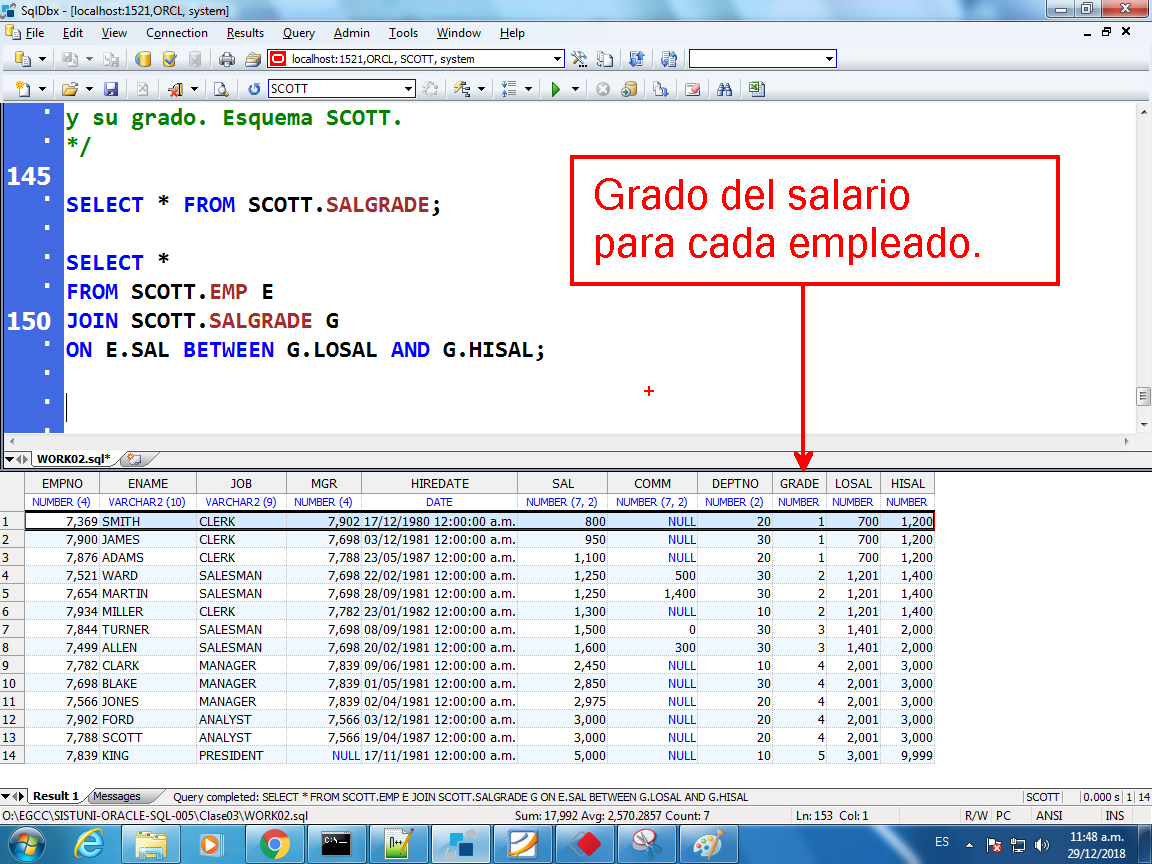 SqlDbx - [localhost:1521,ORCL, system]
File Edit View Connection Results Query Admin Tools Window Help
localhost:1521,ORCL, SCOTT, system
SCOTT
y su grado. Esquema SCOTT.
*/
145
SELECT * FROM SCOTT.SALGRADE;
SELECT *
FROM SCOTT.EMP E
150 JOIN SCOTT.SALGRADE G
ON E.SAL BETWEEN G.LOSAL AND G.HISAL;
Grado del salario
para cada empleado.
WORK02.sql*
EMPNO ENAME JOB MGR HIREDATE SAL COMM DEPTNO GRADE LOSAL HISAL
NUMBER (4) VARCHAR2 (10) VARCHAR2 (9) NUMBER (4) DATE NUMBER (7, 2) NUMBER (7, 2) NUMBER (2) NUMBER NUMBER NUMBER
1 7,369 SMITH CLERK 7,902 17/12/1980 12:00:00 a.m. 800 NULL 20 1 700 1,200
2 7,900 JAMES CLERK 7,698 03/12/1981 12:00:00 a.m. 950 NULL 30 1 700 1,200
3 7,876 ADAMS CLERK 7,788 23/05/1987 12:00:00 a.m. 1,100 NULL 20 1 700 1,200
4 7,521 WARD SALESMAN 7,698 22/02/1981 12:00:00 a.m. 1,250 500 30 2 1,201 1,400
5 7,654 MARTIN SALESMAN 7,698 28/09/1981 12:00:00 a.m. 1,250 1,400 30 2 1,201 1,400
6 7,934 MILLER CLERK 7,782 23/01/1982 12:00:00 a.m. 1,300 NULL 10 2 1,201 1,400
7 7,844 TURNER SALESMAN 7,698 08/09/1981 12:00:00 a.m. 1,500 0 30 3 1,401 2,000
8 7,499 ALLEN SALESMAN 7,698 20/02/1981 12:00:00 a.m. 1,600 300 30 3 1,401 2,000
9 7,782 CLARK MANAGER 7,839 09/06/1981 12:00:00 a.m. 2,450 NULL 10 4 2,001 3,000
10 7,698 BLAKE MANAGER 7,839 01/05/1981 12:00:00 a.m. 2,850 NULL 30 4 2,001 3,000
11 7,566 JONES MANAGER 7,839 02/04/1981 12:00:00 a.m. 2,975 NULL 20 4 2,001 3,000
12 7,902 FORD ANALYST 7,566 03/12/1981 12:00:00 a.m. 3,000 NULL 20 4 2,001 3,000
13 7,788 SCOTT ANALYST 7,566 19/04/1987 12:00:00 a.m. 3,000 NULL 20 4 2,001 3,000
14 7,839 KING PRESIDENT NULL 17/11/1981 12:00:00 a.m. 5,000 NULL 10 5 3,001 9,999
Result 1 Messages Query completed: SELECT * FROM SCOTT.EMP E JOIN SCOTT.SALGRADE G ON E.SAL BETWEEN G.LOSAL AND G.HISAL SCOTT 0.000 s 1 14
O:\EGCC\SISTUNI-ORACLE-SQL-005\Clase03\WORK02.sql Sum: 17,992 Avg: 2,570.2857 Count: 7 Ln: 153 Col: 1 R/W PC ANSI INS
ES 11:48 a.m.
29/12/2018